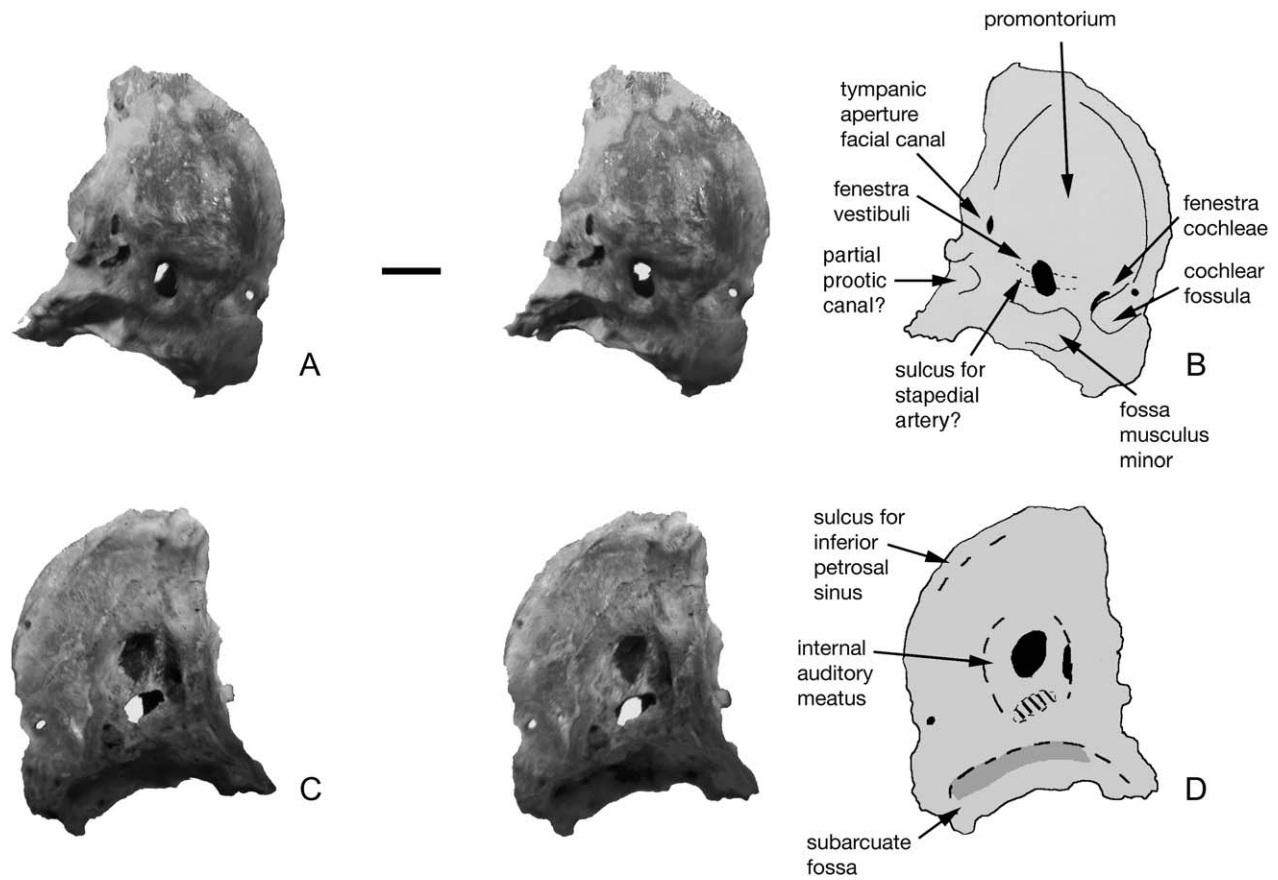 promontorium
tympanic
aperture
facial canal
fenestra
vestibuli
partial
prootic
canal?
sulcus for
stapedial
artery?
fossa
musculus
minor
fenestra
cochleae
cochlear
fossula
A
B
sulcus for
inferior
petrosal
sinus
internal
auditory
meatus
subarcuate
fossa
C
D